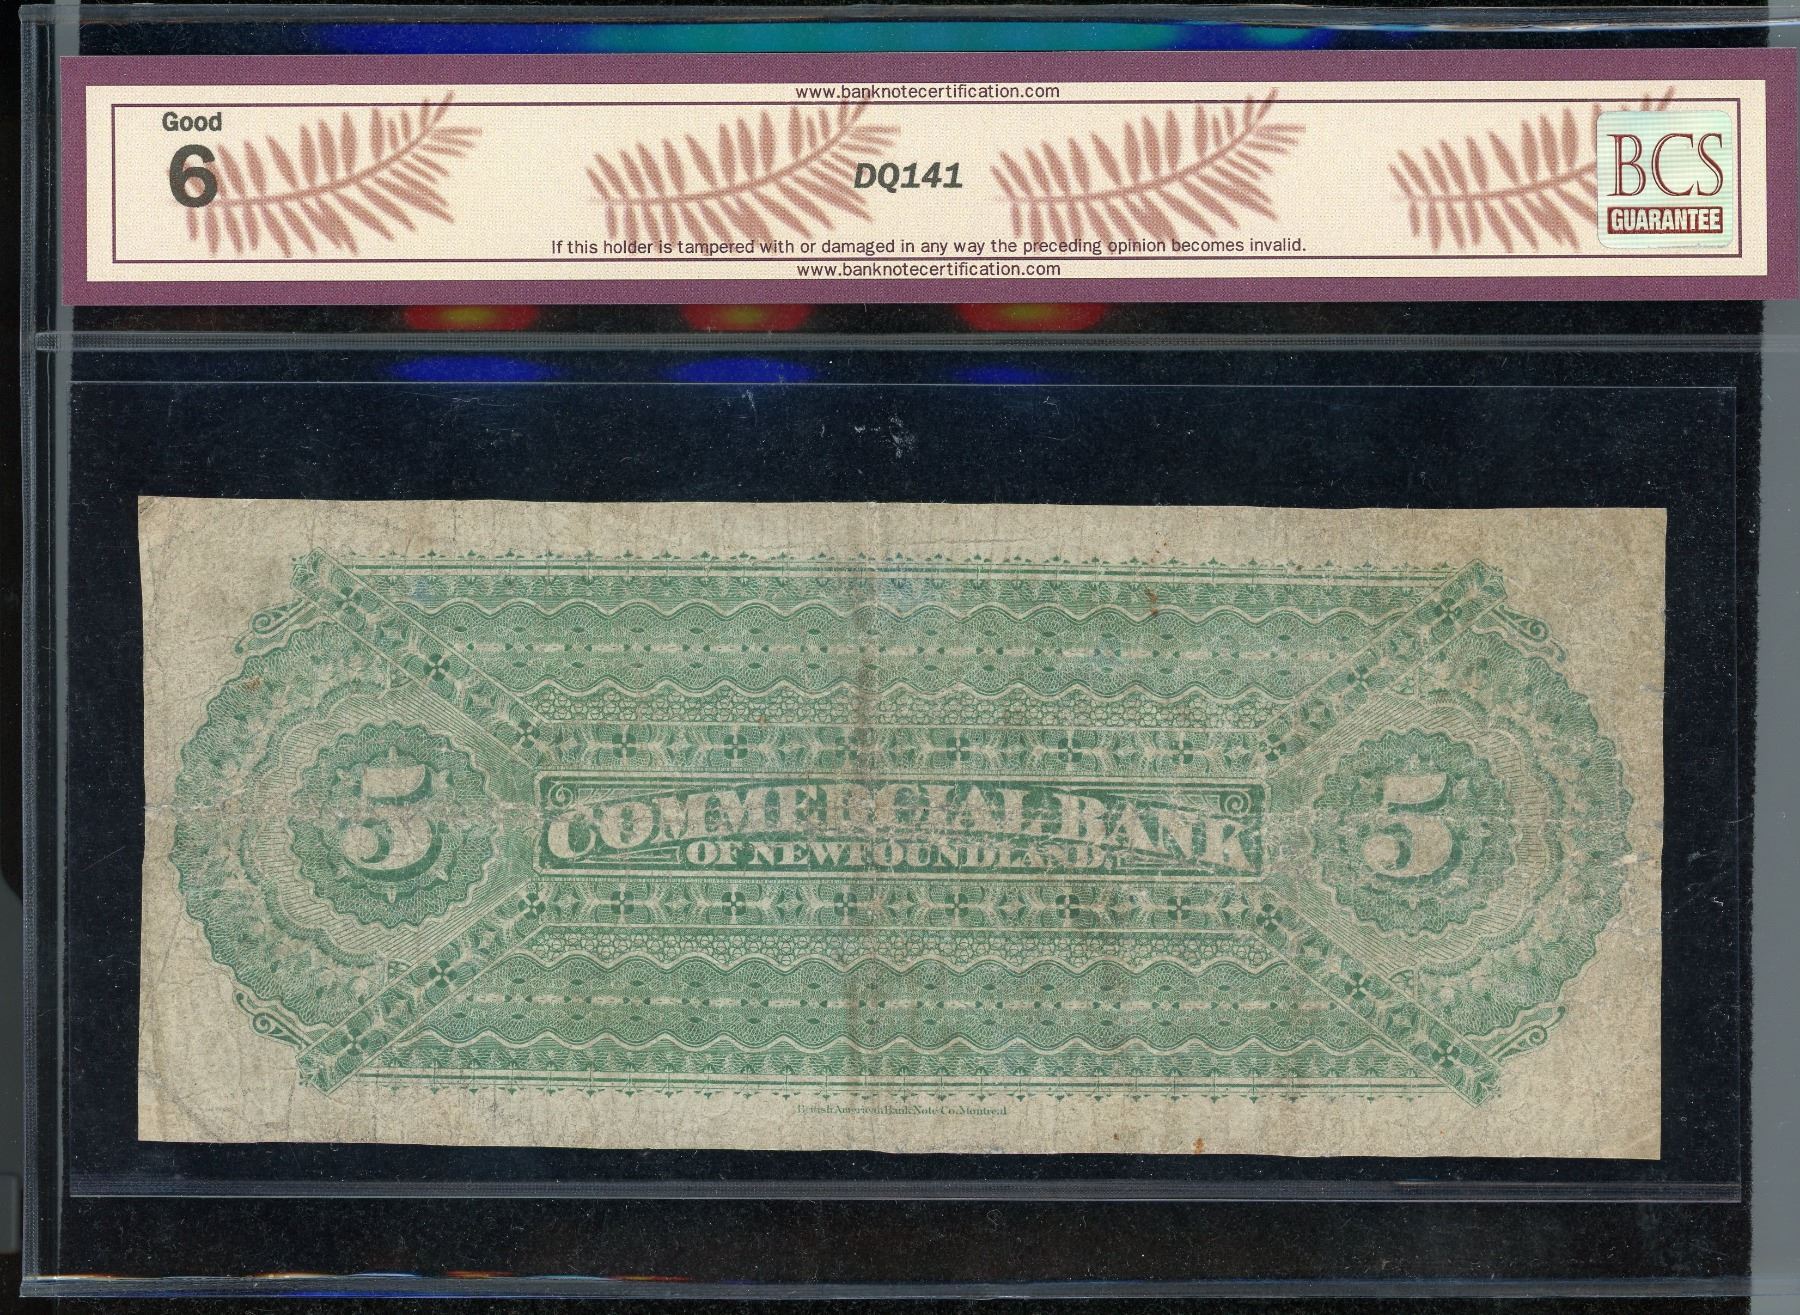 www.banknotecertification.com
Good
6
DQ141
BCS
GUARANTEE
If this holder is tampered with or damaged in any way the preceding opinion becomes invalid.
www.banknotecertification.com
5
COMMERCIAL BANK
OF NEWFOUNDLAND
5
British American Bank Note Co. Montreal